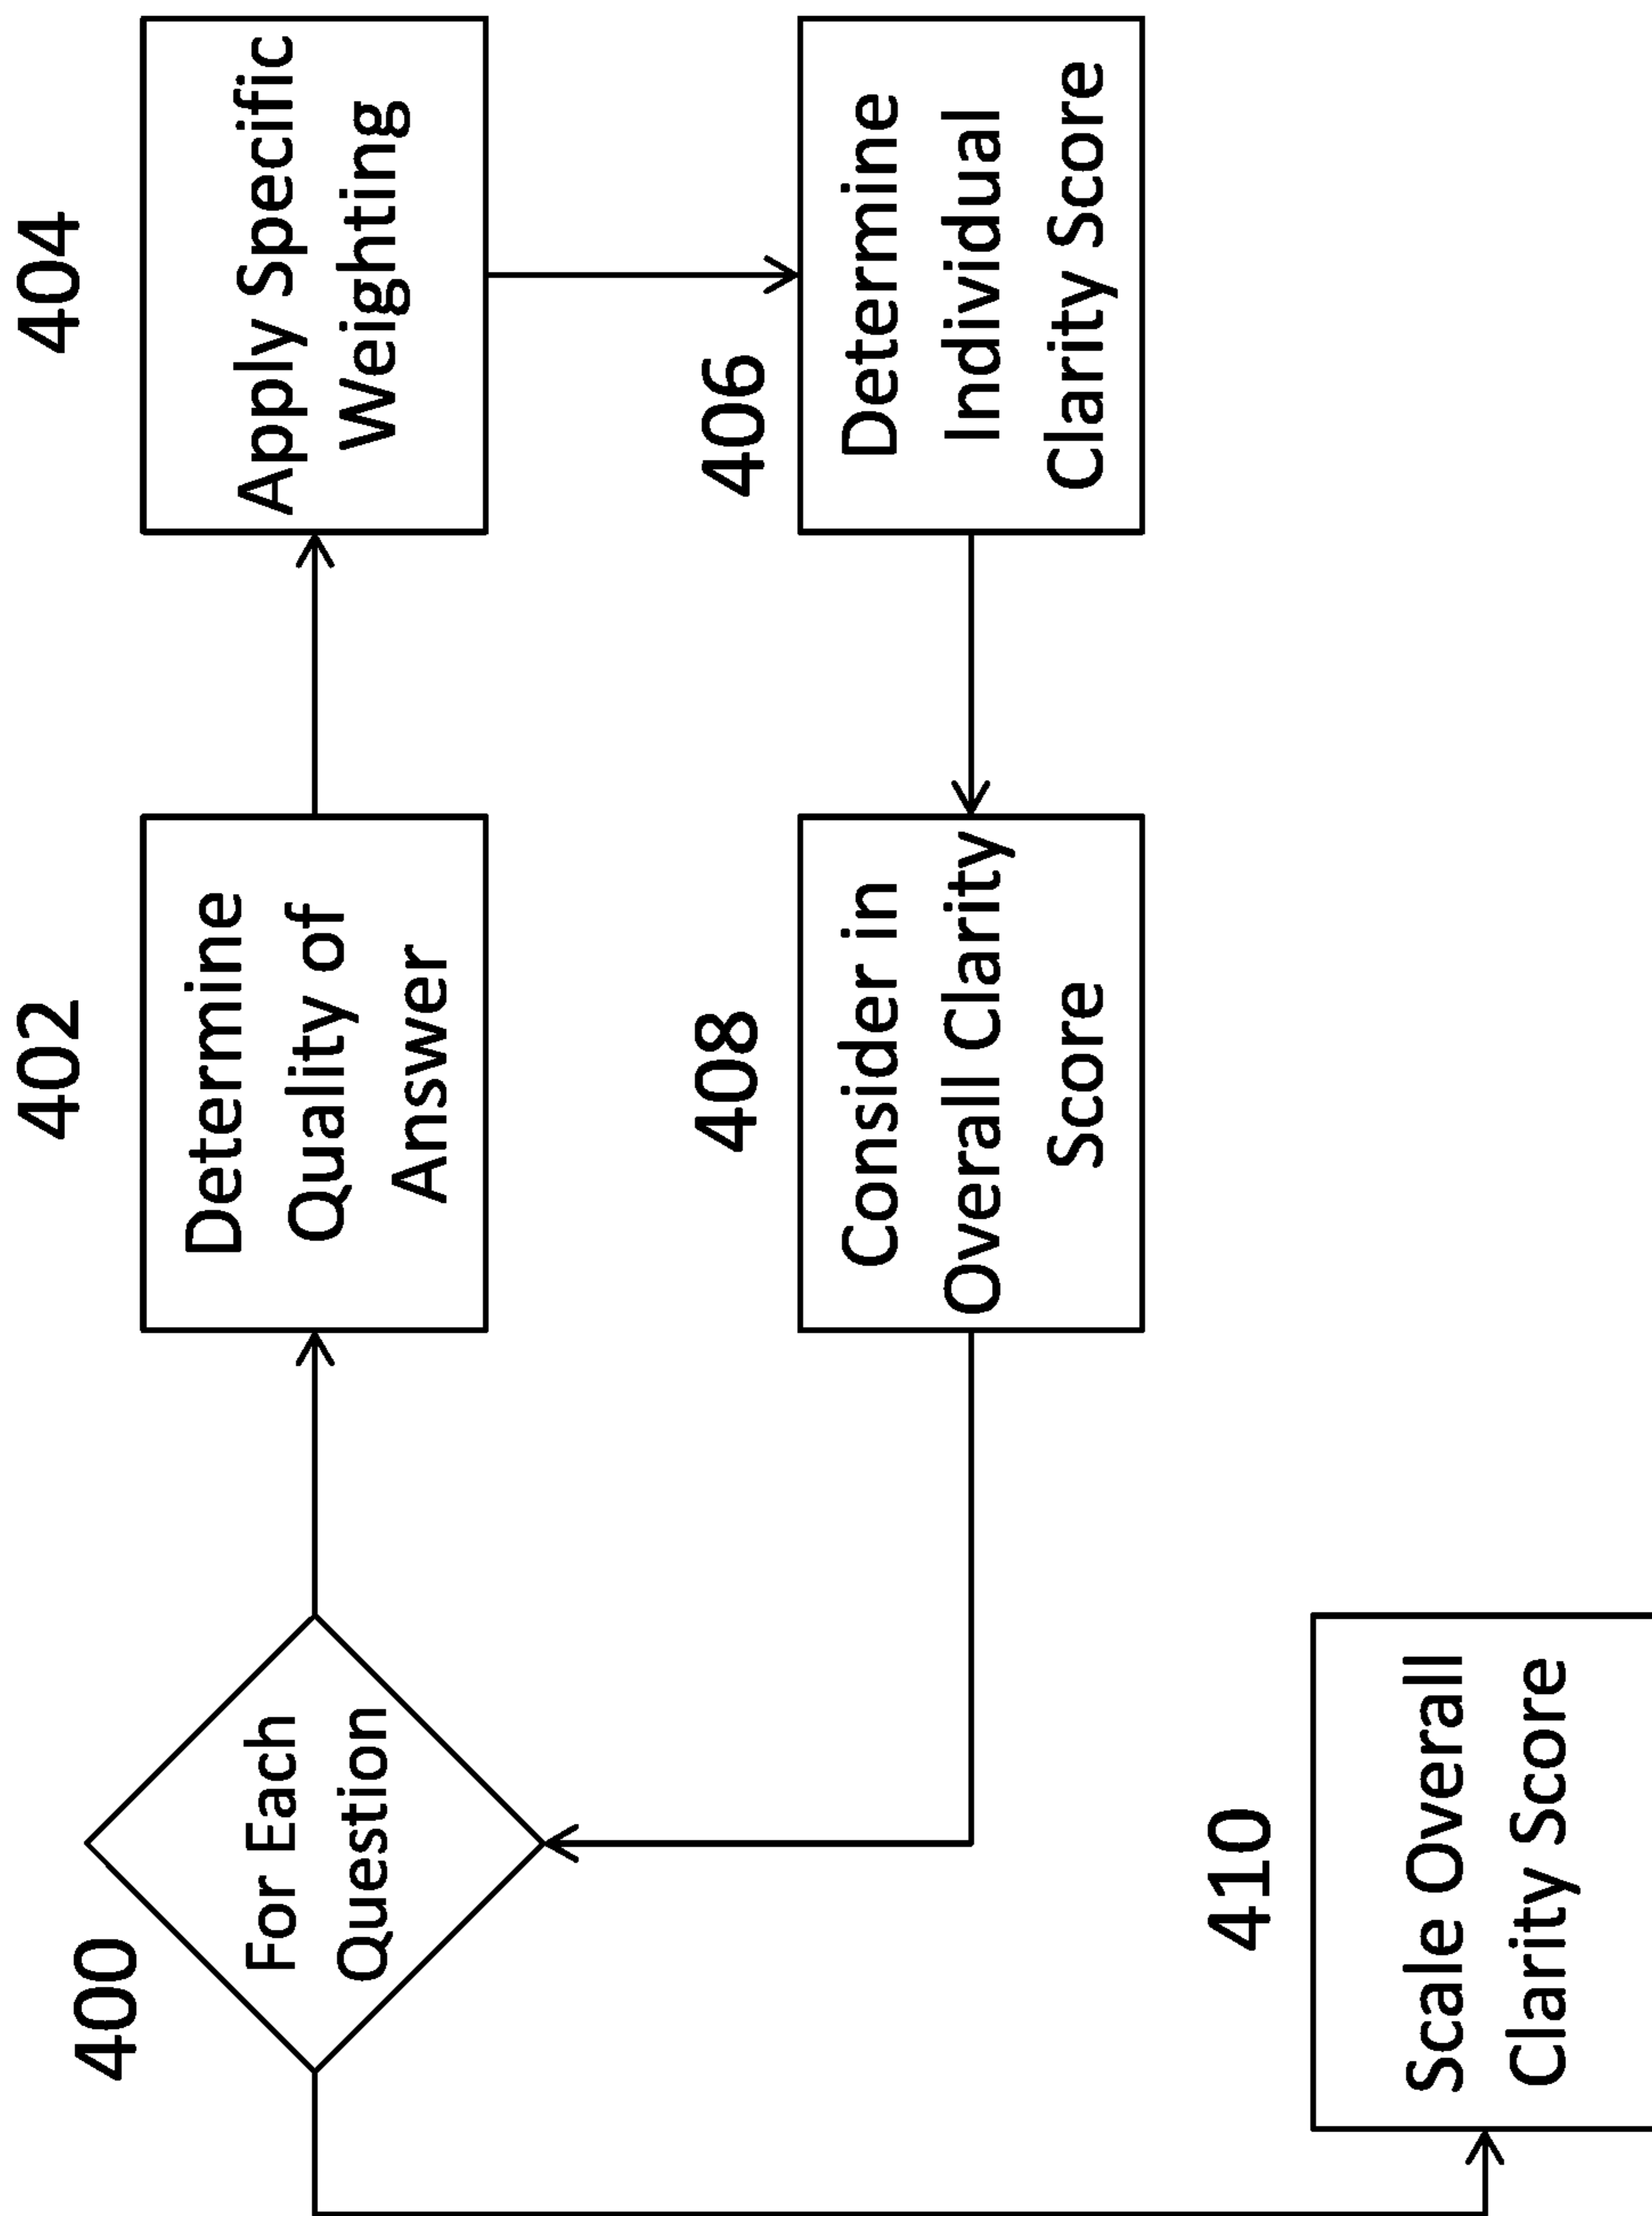 400
For Each
Question
402
Determine
Quality of
Answer
404
Apply Specific
Weighting
406
Determine
Individual
Clarity Score
408
Consider in
Overall Clarity
Score
410
Scale Overall
Clarity Score